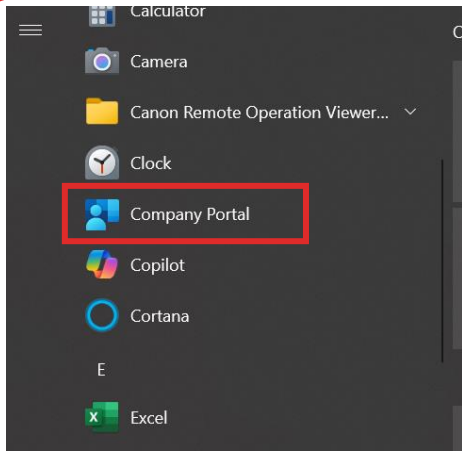 Calculator
Camera
Canon Remote Operation Viewer...
Clock
Company Portal
Copilot
Cortana
E
Excel